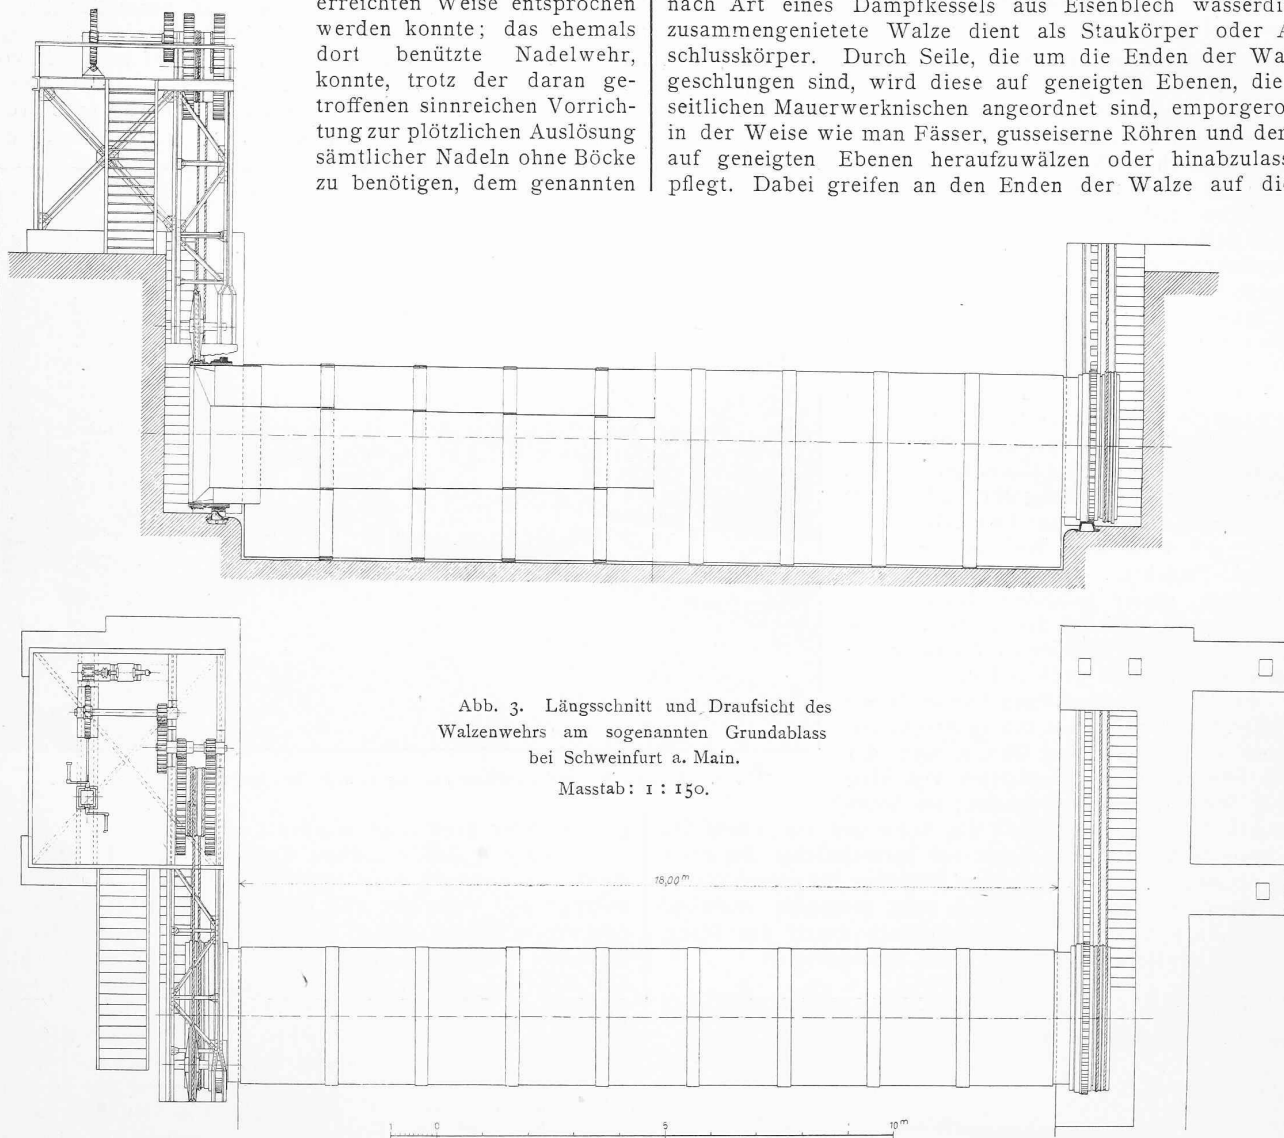 erreichten Weise entsprochen
werden konnte; das ehemals
dort benützte Nadelwehr,
konnte, trotz der daran ge-
troffenen sinnreichen Vorrich-
tung zur plötzlichen Auslösung
sämtlicher Nadeln ohne Böcke
zu benötigen, dem genannten
nach Art eines Dampfkessels aus Eisenblech wasserdi
zusammengenietete Walze dient als Staukörper oder A
schlusskörper. Durch Seile, die um die Enden der Wal
geschlungen sind, wird diese auf geneigten Ebenen, die
seitlichen Mauerwerknischen angeordnet sind, emporgero
in der Weise wie man Fässer, gusseiserne Röhren und der
auf geneigten Ebenen heraufzuwälzen oder hinabzulass
pflegt. Dabei greifen an den Enden der Walze auf di
Abb. 3. Längsschnitt und Draufsicht des
Walzenwehrs am sogenannten Grundablass
bei Schweinfurt a. Main.
Masstab: 1 : 150.
18,00 m
1 0 5 10 m